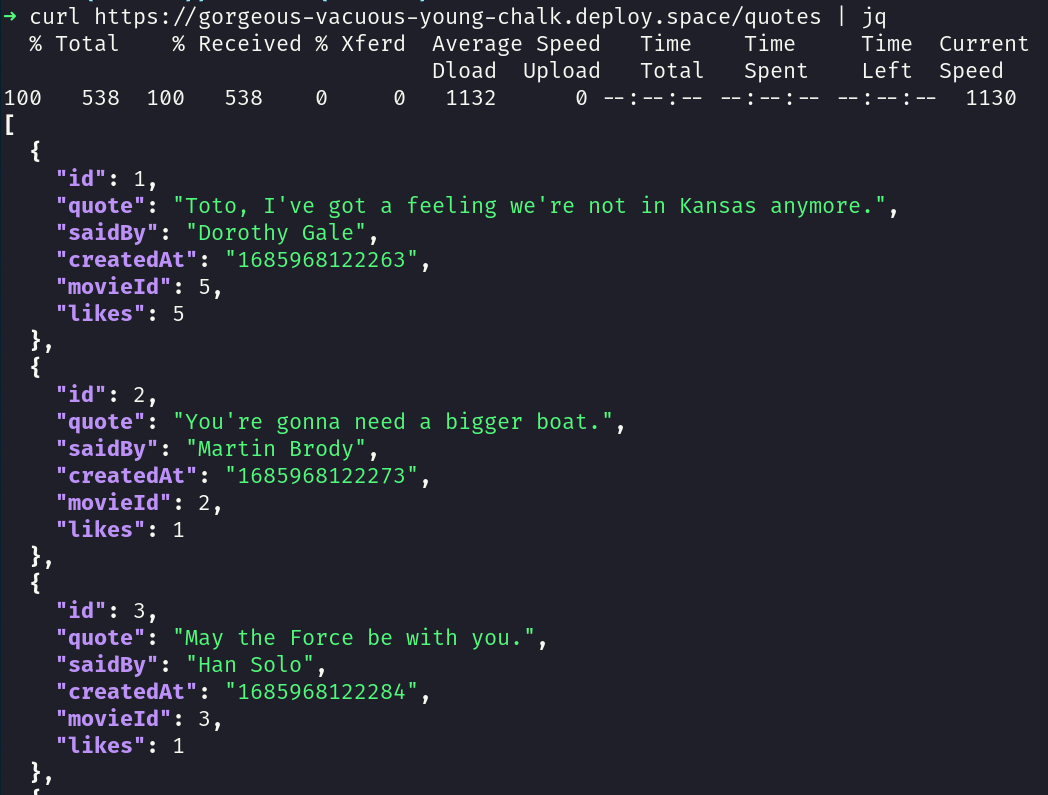 → curl https://gorgeous-vacuous-young-chalk.deploy.space/quotes | jq
  % Total    % Received % Xferd  Average Speed   Time    Time     Time  Current
                                 Dload  Upload   Total   Spent    Left  Speed
100   538  100   538    0     0   1132      0 --:--:-- --:--:-- --:--:--  1130
[
  {
    "id": 1,
    "quote": "Toto, I've got a feeling we're not in Kansas anymore.",
    "saidBy": "Dorothy Gale",
    "createdAt": "1685968122263",
    "movieId": 5,
    "likes": 5
  },
  {
    "id": 2,
    "quote": "You're gonna need a bigger boat.",
    "saidBy": "Martin Brody",
    "createdAt": "1685968122273",
    "movieId": 2,
    "likes": 1
  },
  {
    "id": 3,
    "quote": "May the Force be with you.",
    "saidBy": "Han Solo",
    "createdAt": "1685968122284",
    "movieId": 3,
    "likes": 1
  },
  {